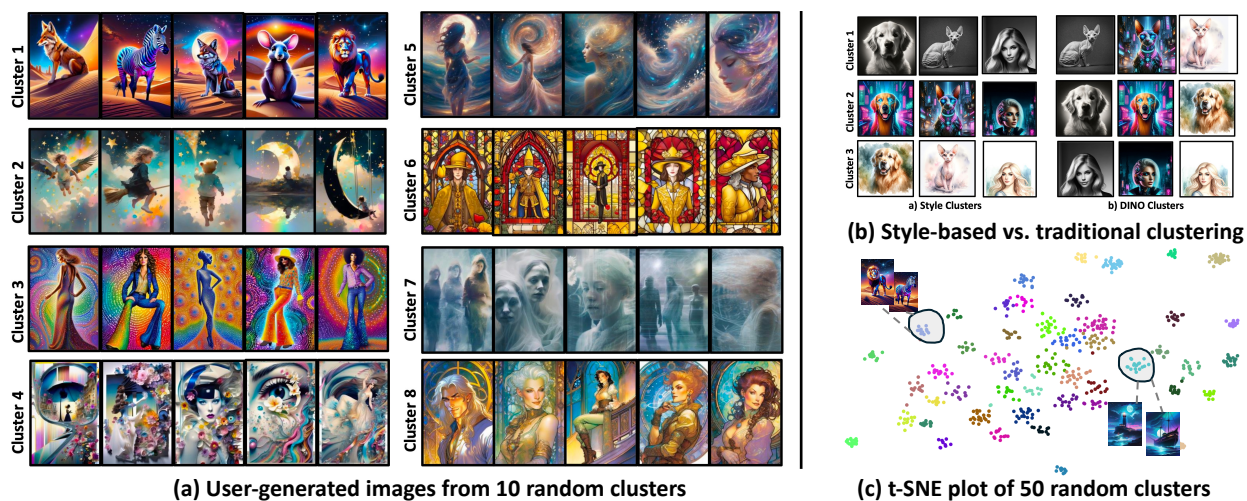 Cluster 1
Cluster 2
Cluster 3
Cluster 4
Cluster 5
Cluster 6
Cluster 7
Cluster 8
(a) User-generated images from 10 random clusters
Cluster 1
Cluster 2
Cluster 3
a) Style Clusters
b) DINO Clusters
(b) Style-based vs. traditional clustering
(c) t-SNE plot of 50 random clusters